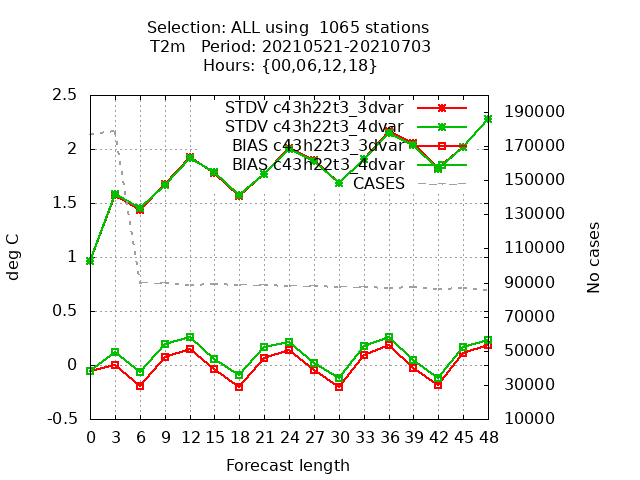 Selection: ALL using  1065 stations
T2m   Period: 20210521-20210703
Hours: {00,06,12,18}
STDV c43h22t3_3dvar
STDV c43h22t3_4dvar
BIAS c43h22t3_3dvar
BIAS c43h22t3_4dvar
CASES
2.5
2
1.5
1
0.5
0
-0.5
deg C
190000
170000
150000
130000
110000
90000
70000
50000
30000
10000
No cases
0 3 6 9 12 15 18 21 24 27 30 33 36 39 42 45 48
Forecast length